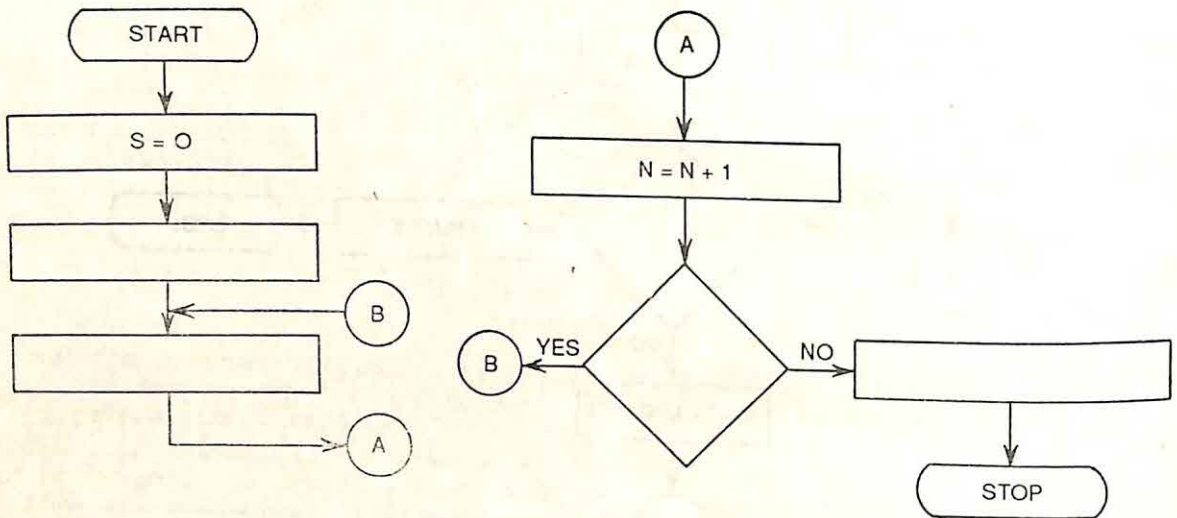 START
S = O
B
A
A
N = N + 1
B
YES
NO
STOP